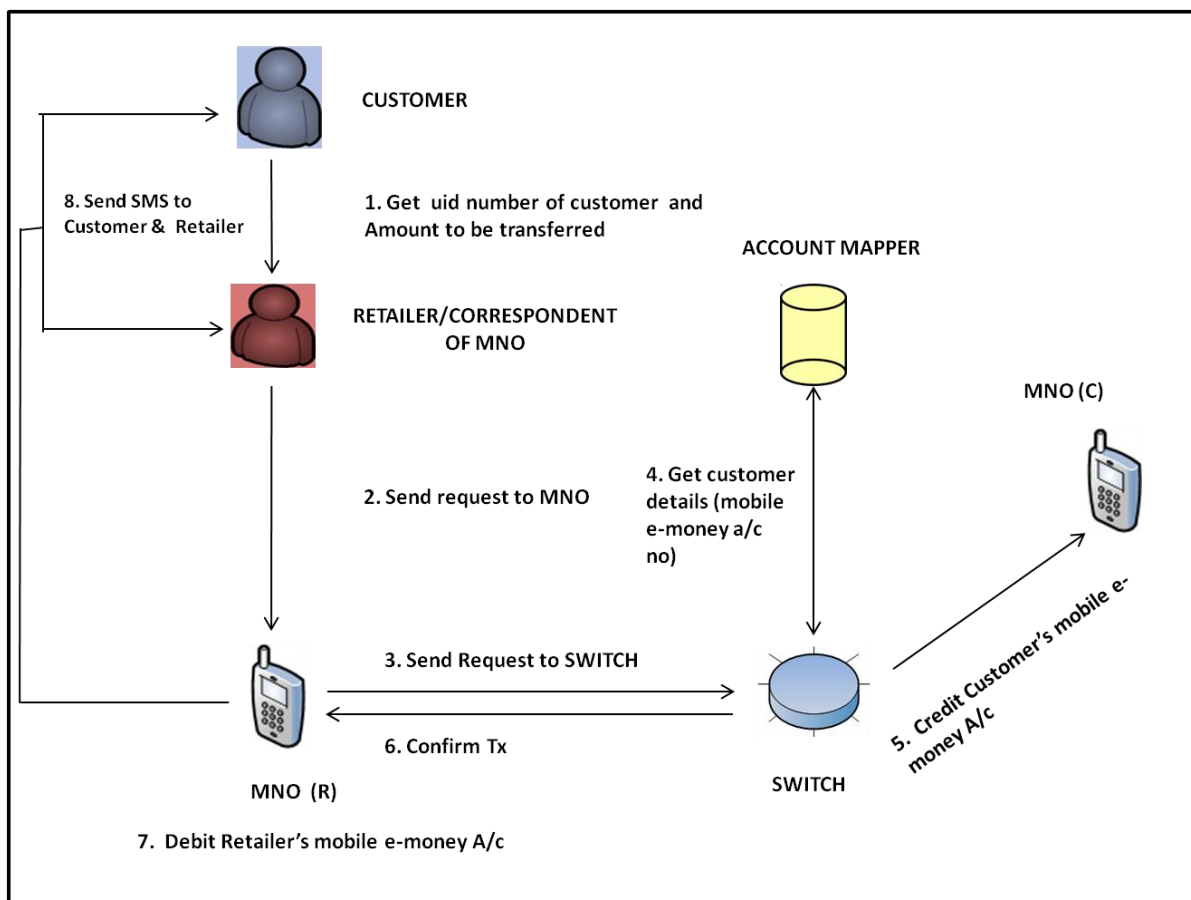 CUSTOMER
8. Send SMS to
Customer & Retailer
1. Get uid number of customer and
Amount to be transferred
ACCOUNT MAPPER
RETAILER/CORRESPONDENT
OF MNO
MNO (C)
2. Send request to MNO
4. Get customer
details (mobile
e-money a/c
no)
3. Send Request to SWITCH
5. Credit Customer's mobile e-
money A/c
6. Confirm Tx
SWITCH
MNO (R)
7. Debit Retailer's mobile e-money A/c